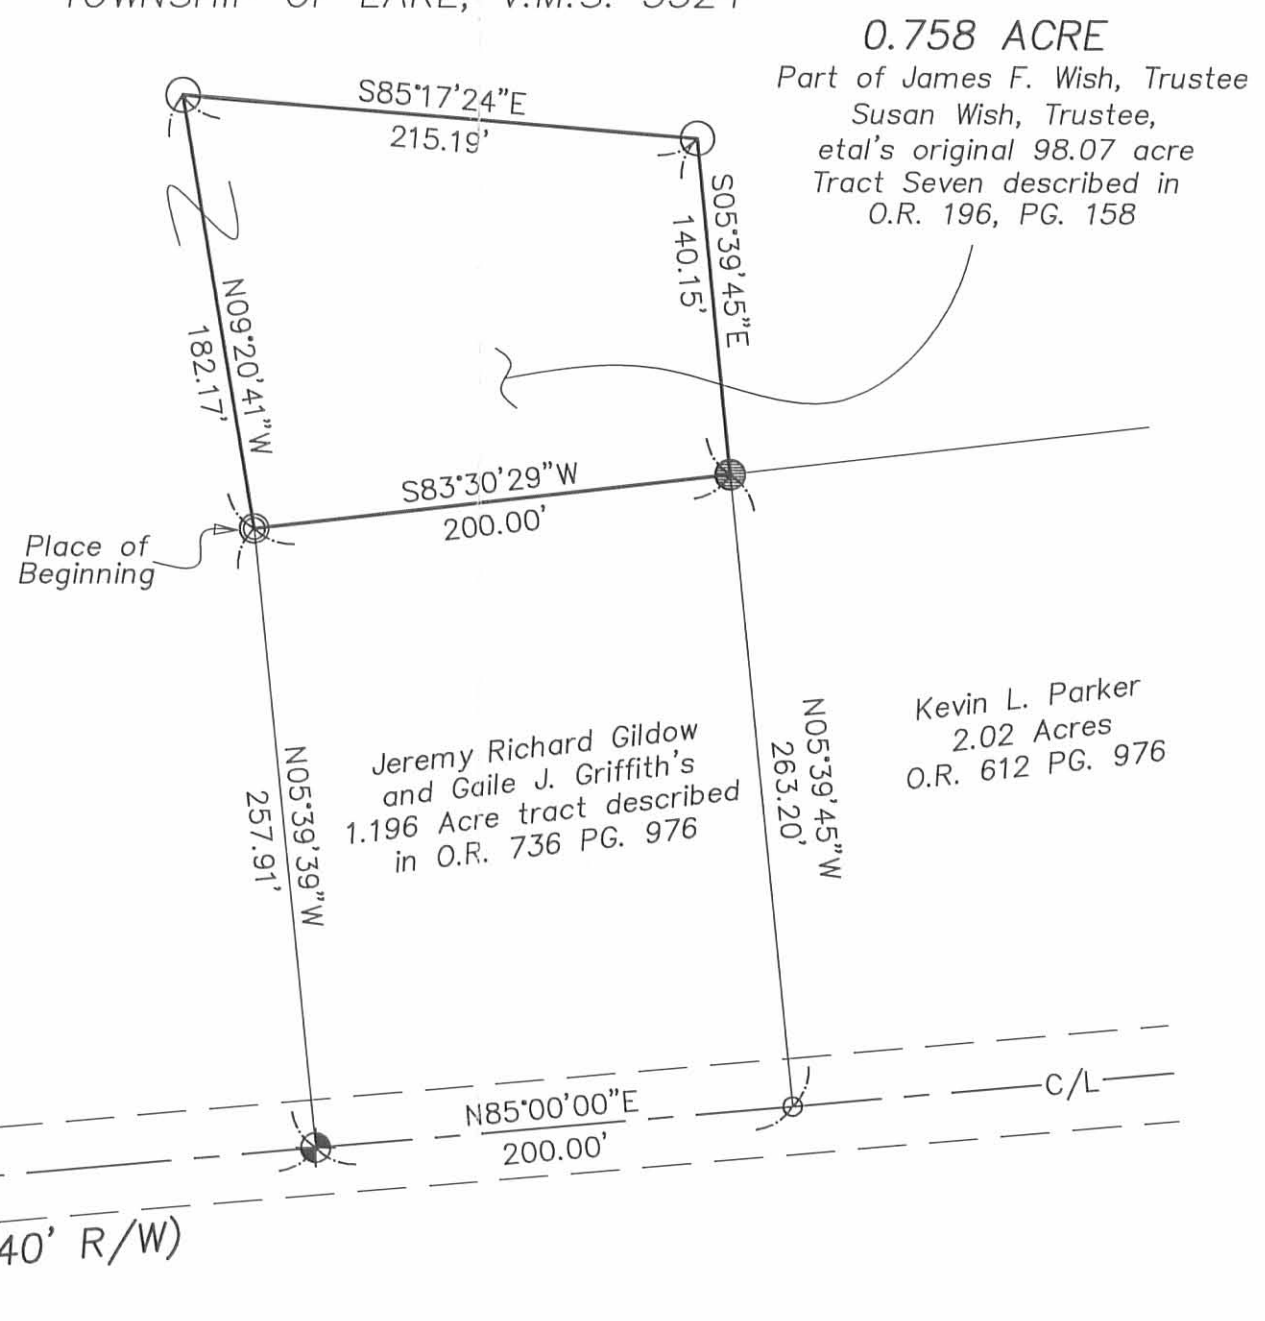 TOWNSHIP OF LAKE, V.M.S. 5524
0.758 ACRE
Part of James F. Wish, Trustee
Susan Wish, Trustee,
etal's original 98.07 acre
Tract Seven described in
O.R. 196, PG. 158
S85°17'24"E
215.19'
S05°39'45"E
140.15'
N09°20'41"W
182.17'
S83°30'29"W
200.00'
Place of
Beginning
N05°39'39"W
257.91'
Jeremy Richard Gildow
and Gaile J. Griffith's
1.196 Acre tract described
in O.R. 736 PG. 976
N05°39'45"W
263.20'
Kevin L. Parker
2.02 Acres
O.R. 612 PG. 976
N85°00'00"E
200.00'
C/L
40' R/W)